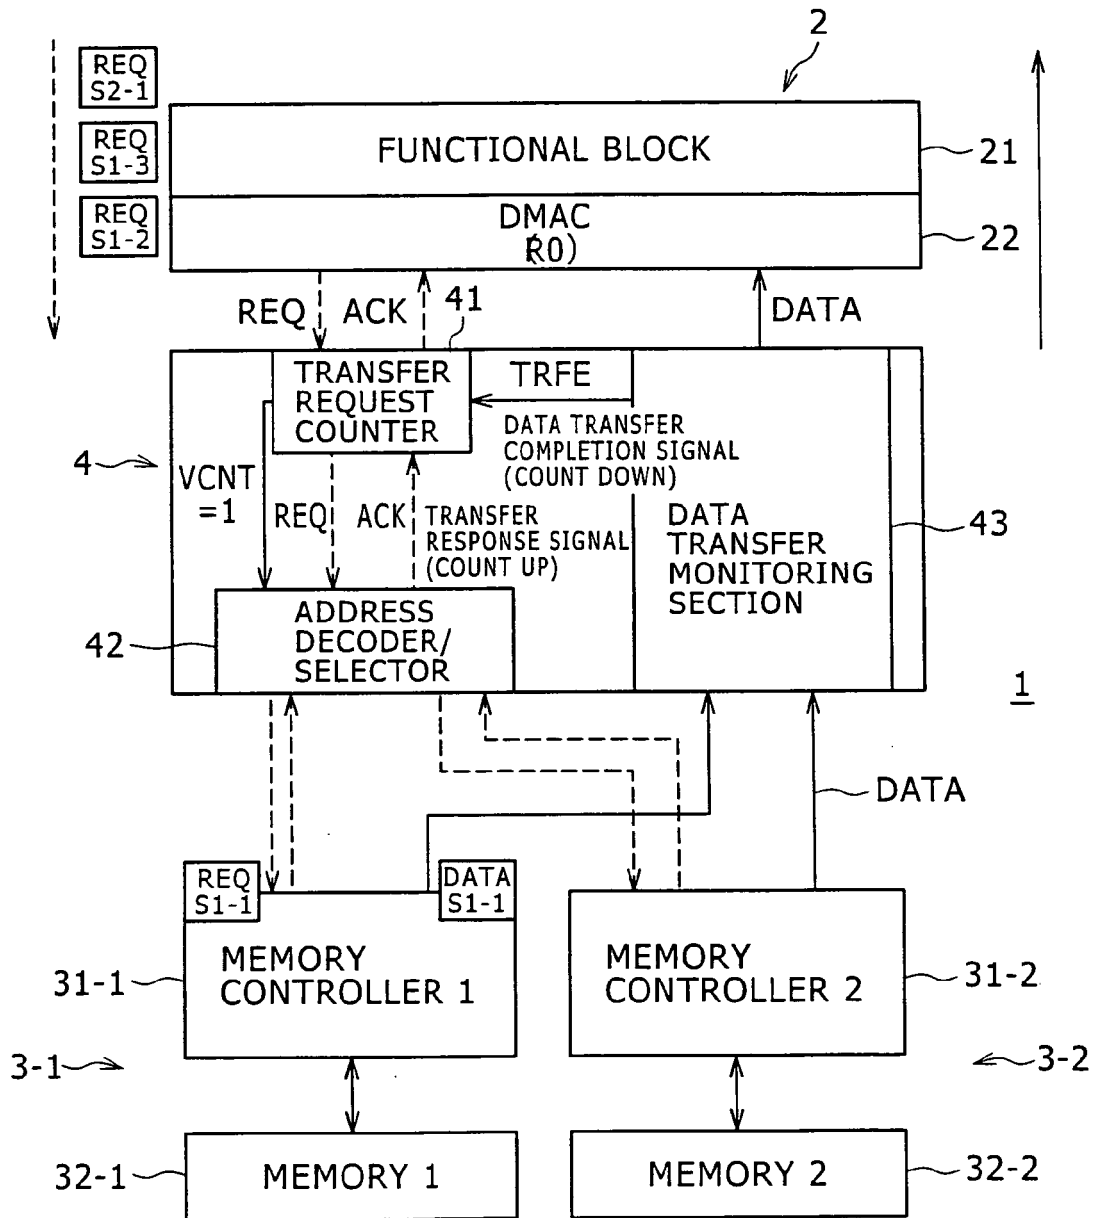 2
REQ
S2-1
REQ
S1-3
REQ
S1-2
FUNCTIONAL BLOCK
21
DMAC
(R0)
22
REQ
ACK
41
DATA
TRANSFER
REQUEST
COUNTER
TRFE
DATA TRANSFER
COMPLETION SIGNAL
(COUNT DOWN)
4
VCNT
=1
REQ
ACK
TRANSFER
RESPONSE SIGNAL
(COUNT UP)
DATA
TRANSFER
MONITORING
SECTION
43
42
ADDRESS
DECODER/
SELECTOR
1
DATA
REQ
S1-1
DATA
S1-1
31-1
MEMORY
CONTROLLER 1
MEMORY
CONTROLLER 2
31-2
3-1
3-2
32-1
MEMORY 1
MEMORY 2
32-2